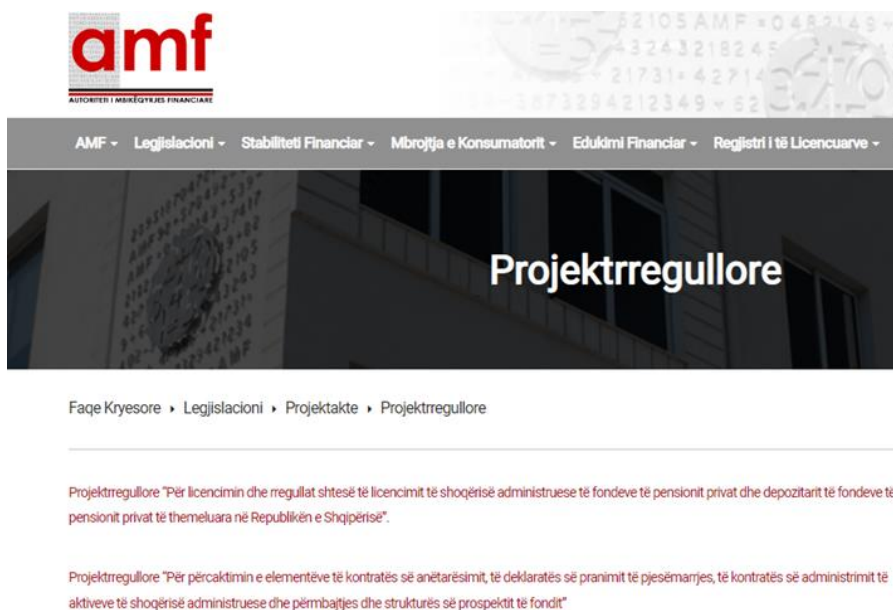 amf
AUTORITETI I MBIKËQYRJES FINANCIARE
AMF Legjislacioni Stabiliteti Financiar Mbrojtja e Konsumatorit Edukimi Financiar Regjistri i të Licencuarve
Projektrregullore
Faqe Kryesore ▸ Legjislacioni ▸ Projektakte ▸ Projektrregullore
Projektrregullore “Për licencimin dhe rregullat shtesë të licencimit të shoqërisë administruese të fondeve të pensionit privat dhe depozitarit të fondeve të
pensionit privat të themeluara në Republikën e Shqipërisë”.
Projektrregullore “Për përcaktimin e elementëve të kontratës së anëtarësimit, të deklaratës së pranimit të pjesëmarrjes, të kontratës së administrimit të
aktiveve të shoqërisë administruese dhe përmbajtjes dhe strukturës së prospektit të fondit”